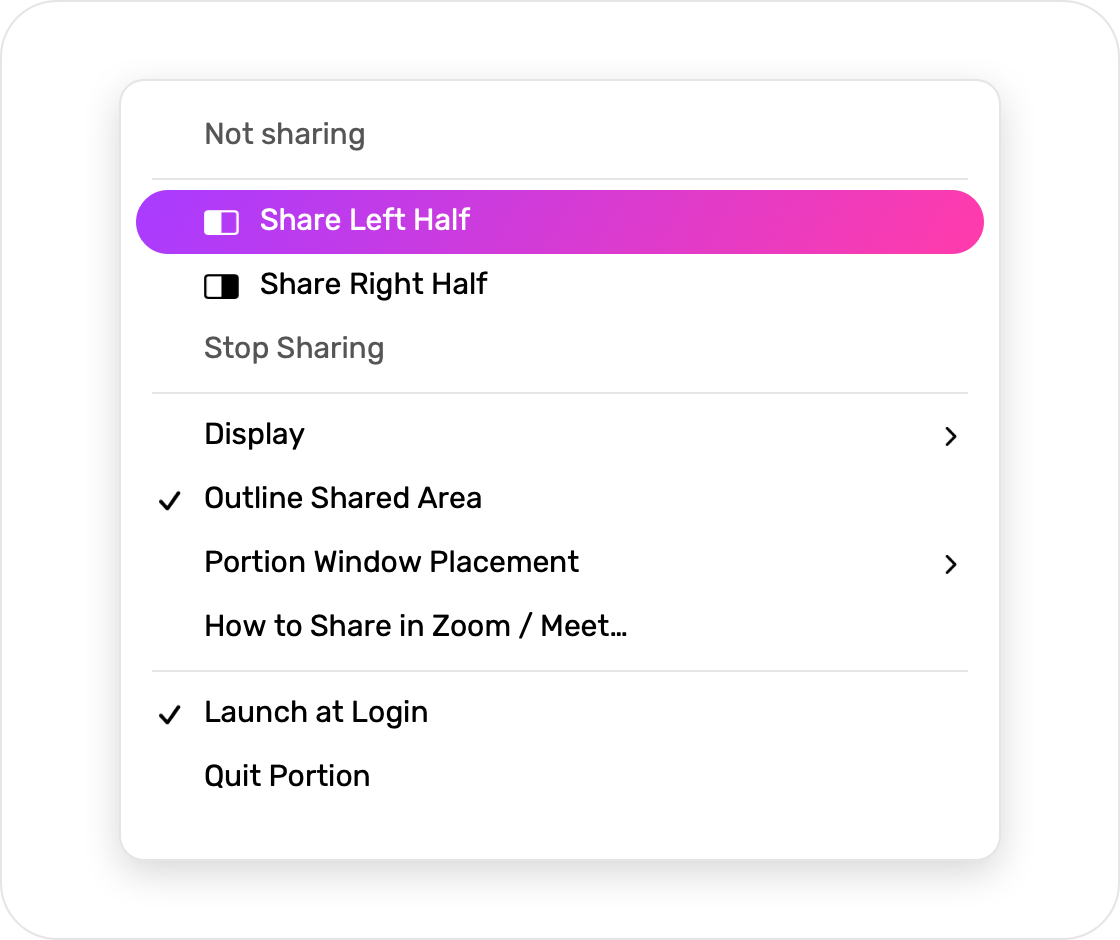 Not sharing
Share Left Half
Share Right Half
Stop Sharing
Display
Outline Shared Area
Portion Window Placement
How to Share in Zoom / Meet...
Launch at Login
Quit Portion